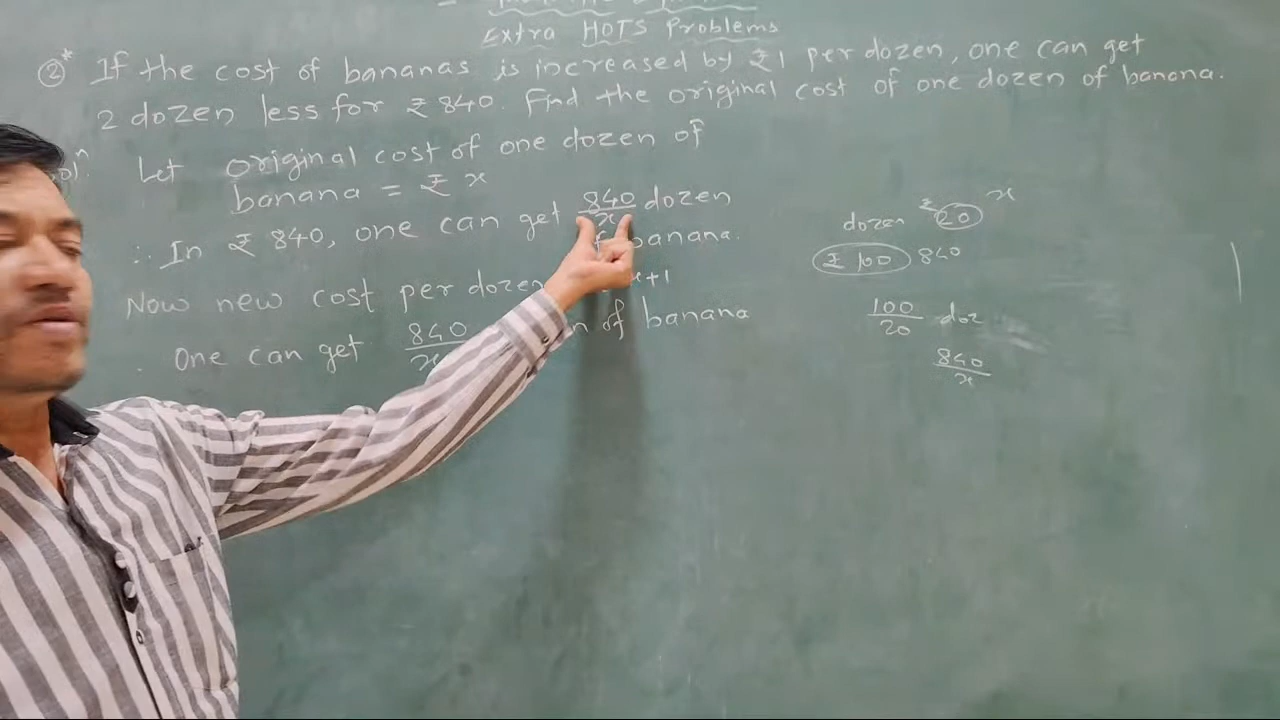 Extra HOTS Problems
②* If the cost of bananas is increased by ₹1 per dozen, one can get
2 dozen less for ₹840. Find the original cost of one dozen of banana.
Let original cost of one dozen of
banana = ₹ x
∴ In ₹ 840, one can get 840/x dozen
of banana.
Now new cost per dozen x+1
One can get 840/x of banana
dozen ₹20 x
₹100 840
100/20 doz
840/x